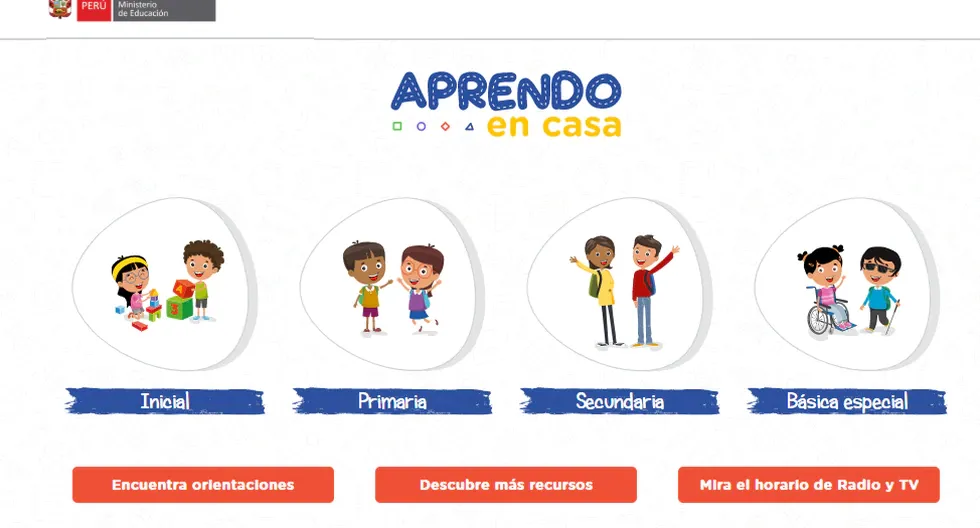 PERÚ
Ministerio
de Educación
APRENDO
en casa
Inicial
Primaria
Secundaria
Básica especial
Encuentra orientaciones
Descubre más recursos
Mira el horario de Radio y TV